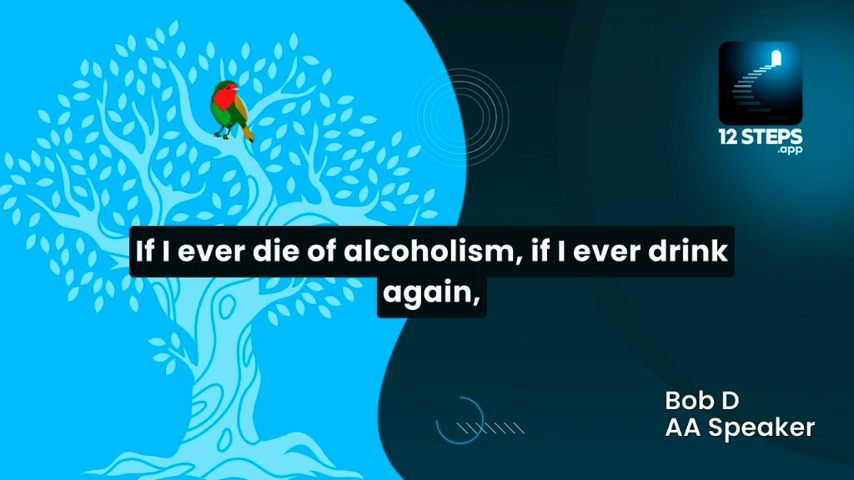 12 STEPS
.app
If I ever die of alcoholism, if I ever drink
again,
Bob D
AA Speaker